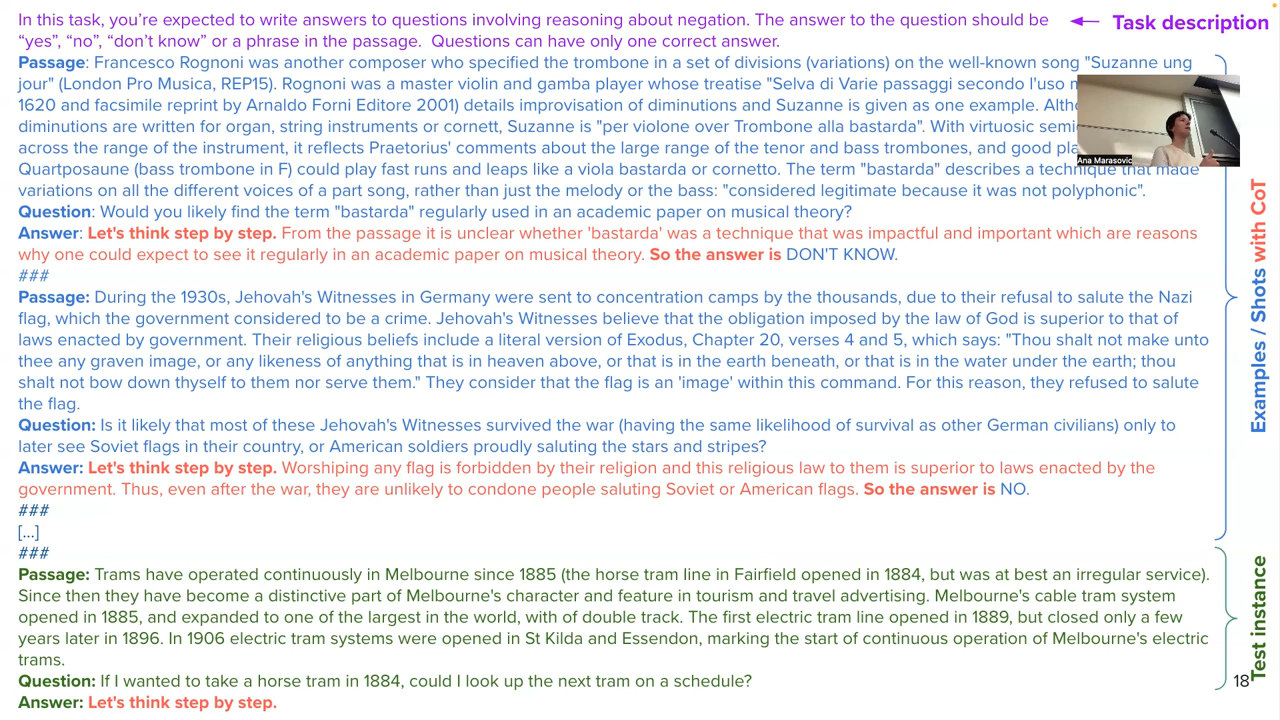 In this task, you're expected to write answers to questions involving reasoning about negation. The answer to the question should be
"yes", "no", "don't know" or a phrase in the passage.  Questions can have only one correct answer.
Task description
Passage: Francesco Rognoni was another composer who specified the trombone in a set of divisions (variations) on the well-known song "Suzanne ung
jour" (London Pro Musica, REP15). Rognoni was a master violin and gamba player whose treatise "Selva di Varie passaggi secondo l'uso
1620 and facsimile reprint by Arnaldo Forni Editore 2001) details improvisation of diminutions and Suzanne is given as one example.
diminutions are written for organ, string instruments or cornett, Suzanne is "per violone over Trombone alla bastarda". With virtuosic
across the range of the instrument, it reflects Praetorius' comments about the large range of the tenor and bass trombones, and good
Quartposaune (bass trombone in F) could play fast runs and leaps like a viola bastarda or cornetto. The term "bastarda" describes a technique that made
variations on all the different voices of a part song, rather than just the melody or the bass: "considered legitimate because it was not polyphonic".
Question: Would you likely find the term "bastarda" regularly used in an academic paper on musical theory?
Answer: Let's think step by step. From the passage it is unclear whether 'bastarda' was a technique that was impactful and important which are reasons
why one could expect to see it regularly in an academic paper on musical theory. So the answer is DON'T KNOW.
###
Passage: During the 1930s, Jehovah's Witnesses in Germany were sent to concentration camps by the thousands, due to their refusal to salute the Nazi
flag, which the government considered to be a crime. Jehovah's Witnesses believe that the obligation imposed by the law of God is superior to that of
laws enacted by government. Their religious beliefs include a literal version of Exodus, Chapter 20, verses 4 and 5, which says: "Thou shalt not make unto
thee any graven image, or any likeness of anything that is in heaven above, or that is in the earth beneath, or that is in the water under the earth; thou
shalt not bow down thyself to them nor serve them." They consider that the flag is an 'image' within this command. For this reason, they refused to salute
the flag.
Question: Is it likely that most of these Jehovah's Witnesses survived the war (having the same likelihood of survival as other German civilians) only to
later see Soviet flags in their country, or American soldiers proudly saluting the stars and stripes?
Answer: Let's think step by step. Worshiping any flag is forbidden by their religion and this religious law to them is superior to laws enacted by the
government. Thus, even after the war, they are unlikely to condone people saluting Soviet or American flags. So the answer is NO.
###
[...]
###
Passage: Trams have operated continuously in Melbourne since 1885 (the horse tram line in Fairfield opened in 1884, but was at best an irregular service).
Since then they have become a distinctive part of Melbourne's character and feature in tourism and travel advertising. Melbourne's cable tram system
opened in 1885, and expanded to one of the largest in the world, with of double track. The first electric tram line opened in 1889, but closed only a few
years later in 1896. In 1906 electric tram systems were opened in St Kilda and Essendon, marking the start of continuous operation of Melbourne's electric
trams.
Question: If I wanted to take a horse tram in 1884, could I look up the next tram on a schedule?
Answer: Let's think step by step.
Ana Marasovic
Examples / Shots with CoT
Test instance
18